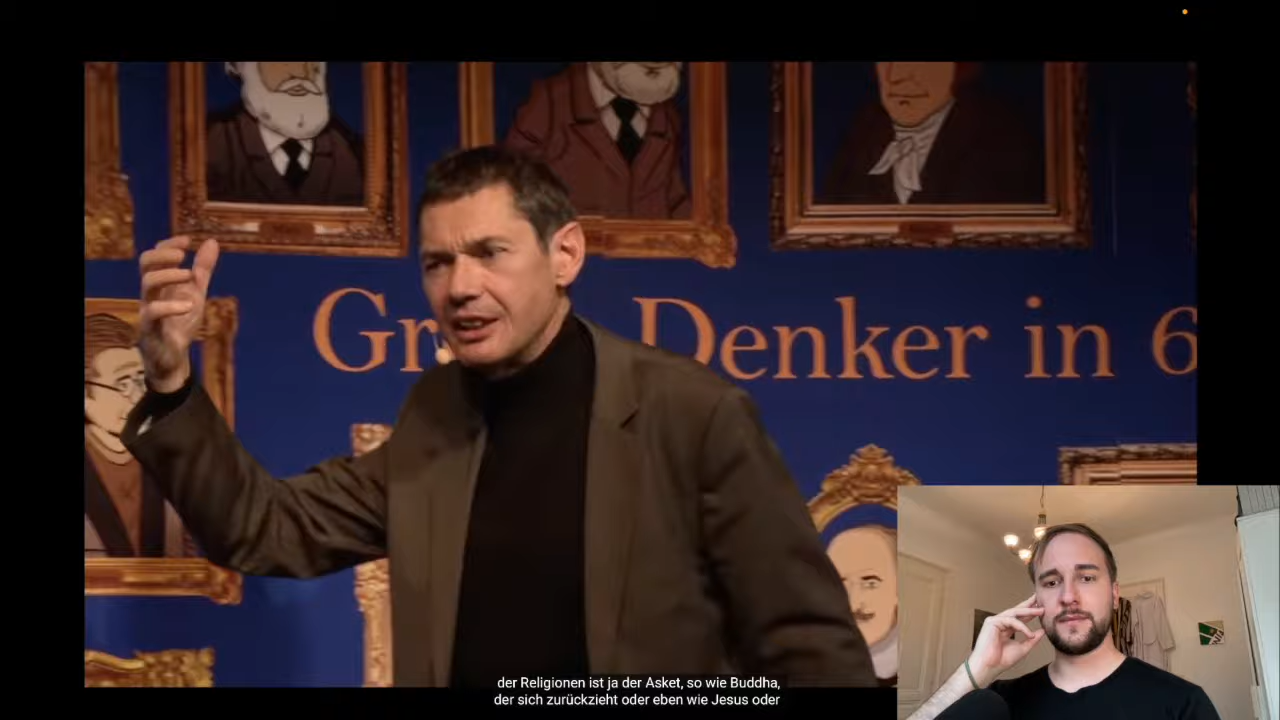 Gr Denker in 6
der Religionen ist ja der Asket, so wie Buddha,
der sich zurückzieht oder eben wie Jesus oder